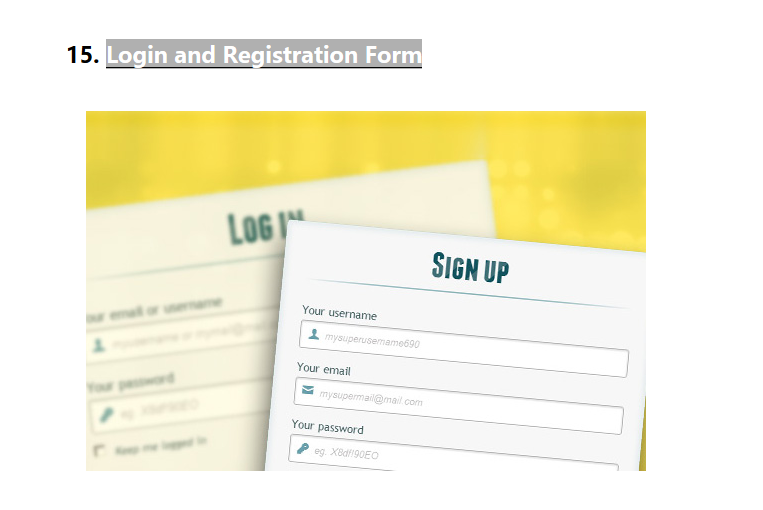 15. Login and Registration Form
LOG IN
your email or username
myusername or mymail@mail
Your password
eg. X8df!90EO
Keep me logged in
SIGN UP
Your username
mysuperusername690
Your email
mysupermail@mail.com
Your password
eg. X8df!90EO